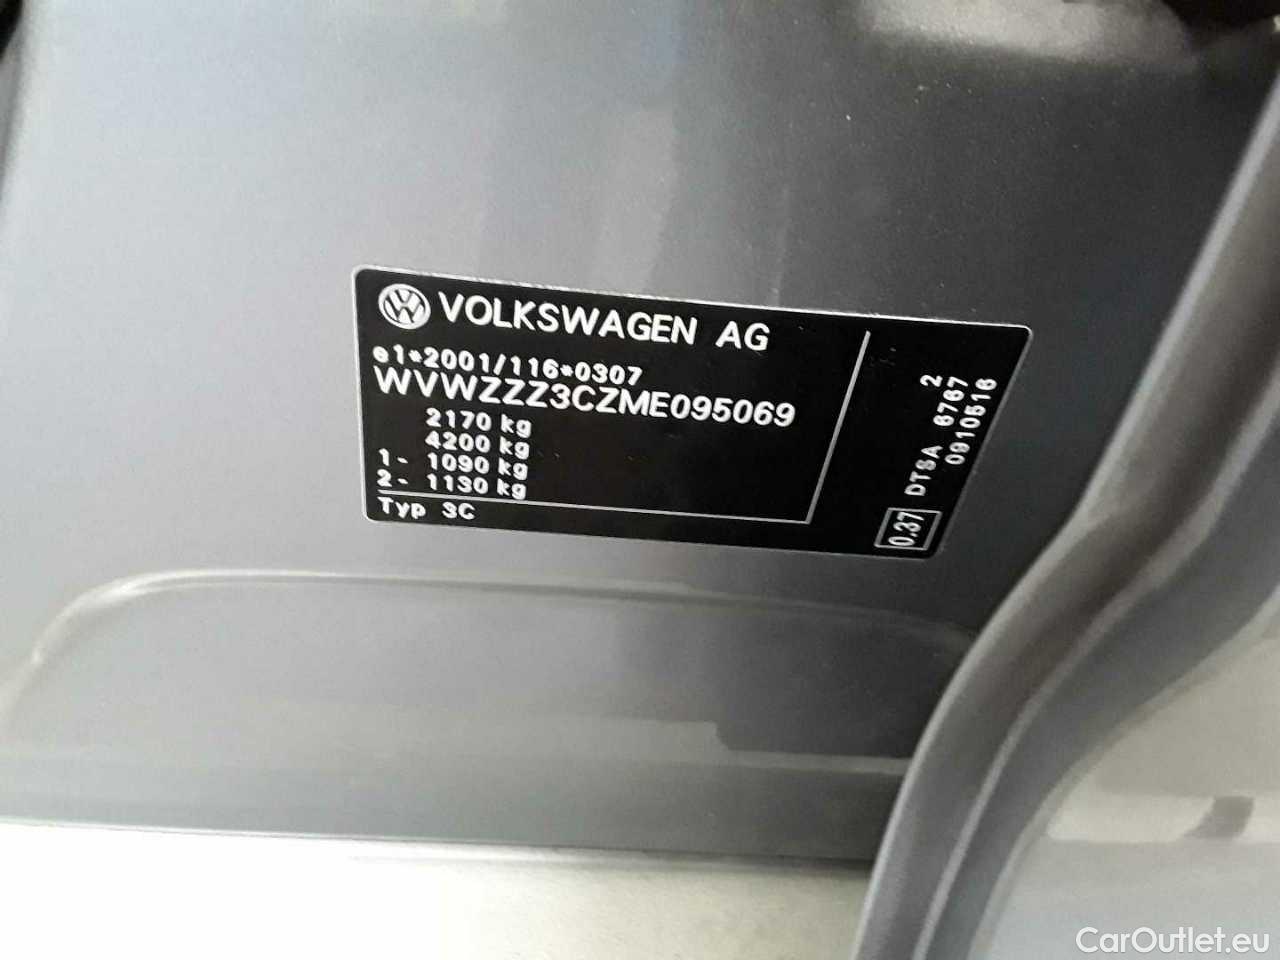 VOLKSWAGEN AG
e1*2001/116*0307
WVWZZZ3CZME095069
2170 kg
4200 kg
1- 1090 kg
2- 1130 kg
Typ 3C
2
0.37 DTSA 6767
0910516
CarOutlet.eu